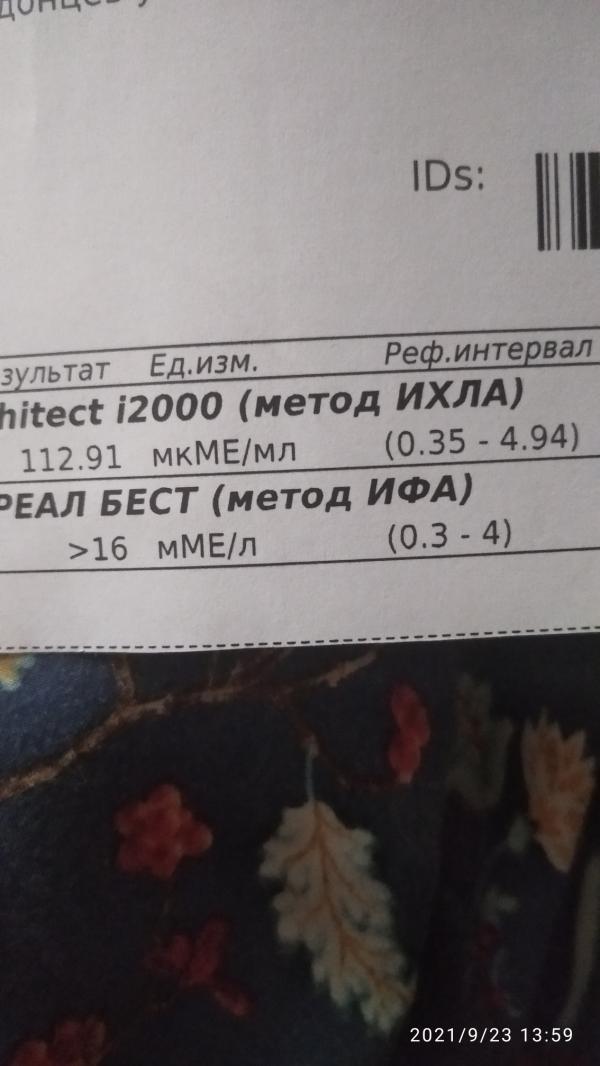 IDs:
зультат Ед.изм. Реф.интервал
hitect i2000 (метод ИХЛА)
112.91 мкМЕ/мл (0.35 - 4.94)
РЕАЛ БЕСТ (метод ИФА)
>16 мМЕ/л (0.3 - 4)
2021/9/23 13:59